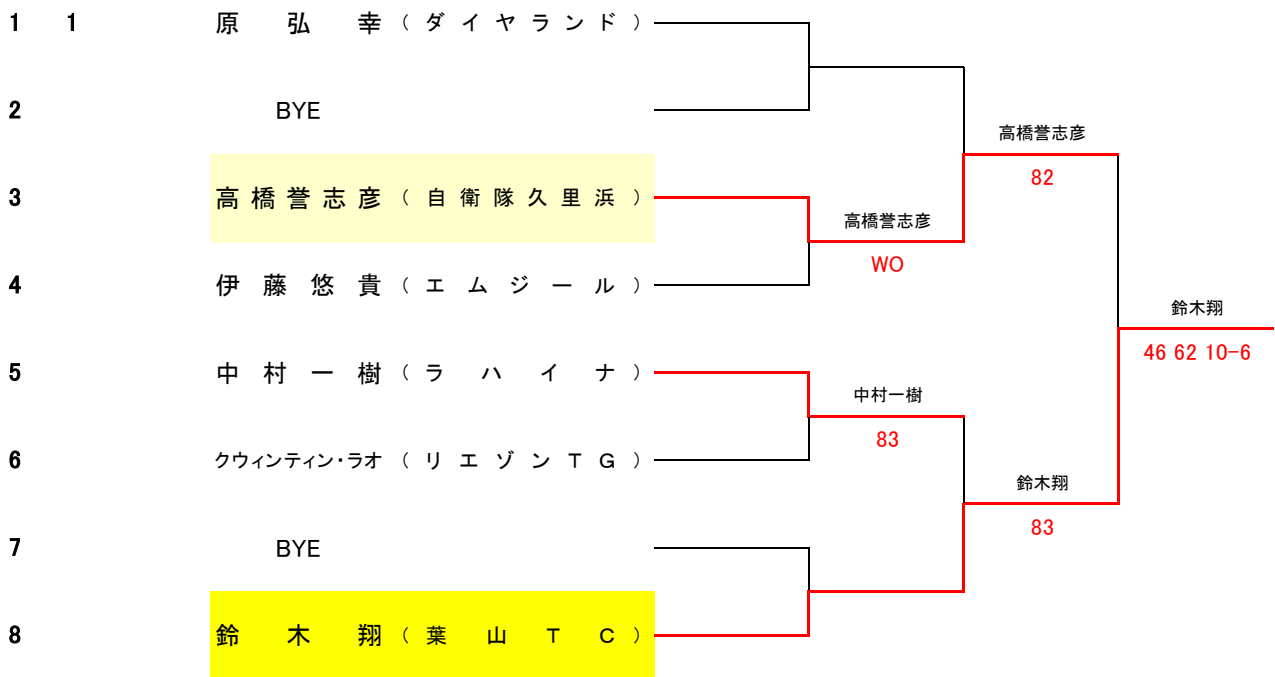 1 1 原 弘 幸 ( ダ イ ヤ ラ ン ド )
2 BYE
高橋誉志彦
82
3 高 橋 誉 志 彦 ( 自 衛 隊 久 里 浜 )
高橋誉志彦
WO
4 伊 藤 悠 貴 ( エ ム ジ ー ル )
鈴木翔
46 62 10-6
5 中 村 一 樹 ( ラ ハ イ ナ )
中村一樹
83
6 クウィンティン・ラオ ( リ エ ゾ ン T G )
鈴木翔
83
7 BYE
8 鈴 木 翔 ( 葉 山 T C )